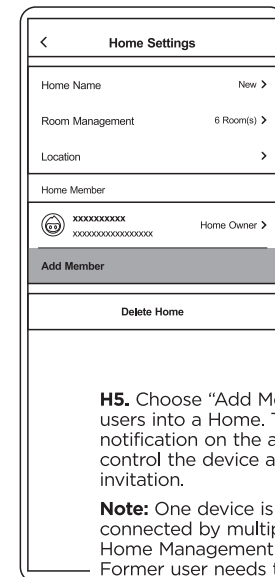 < Home Settings
Home Name New >
Room Management 6 Room(s) >
Location >
Home Member
xxxxxxxxxx
xxxxxxxxxxxxxxxxx Home Owner >
Add Member
Delete Home
H5. Choose “Add
users into a Home.
notification on the
control the device
invitation.
Note: One device is
connected by
Home Management
Former user needs